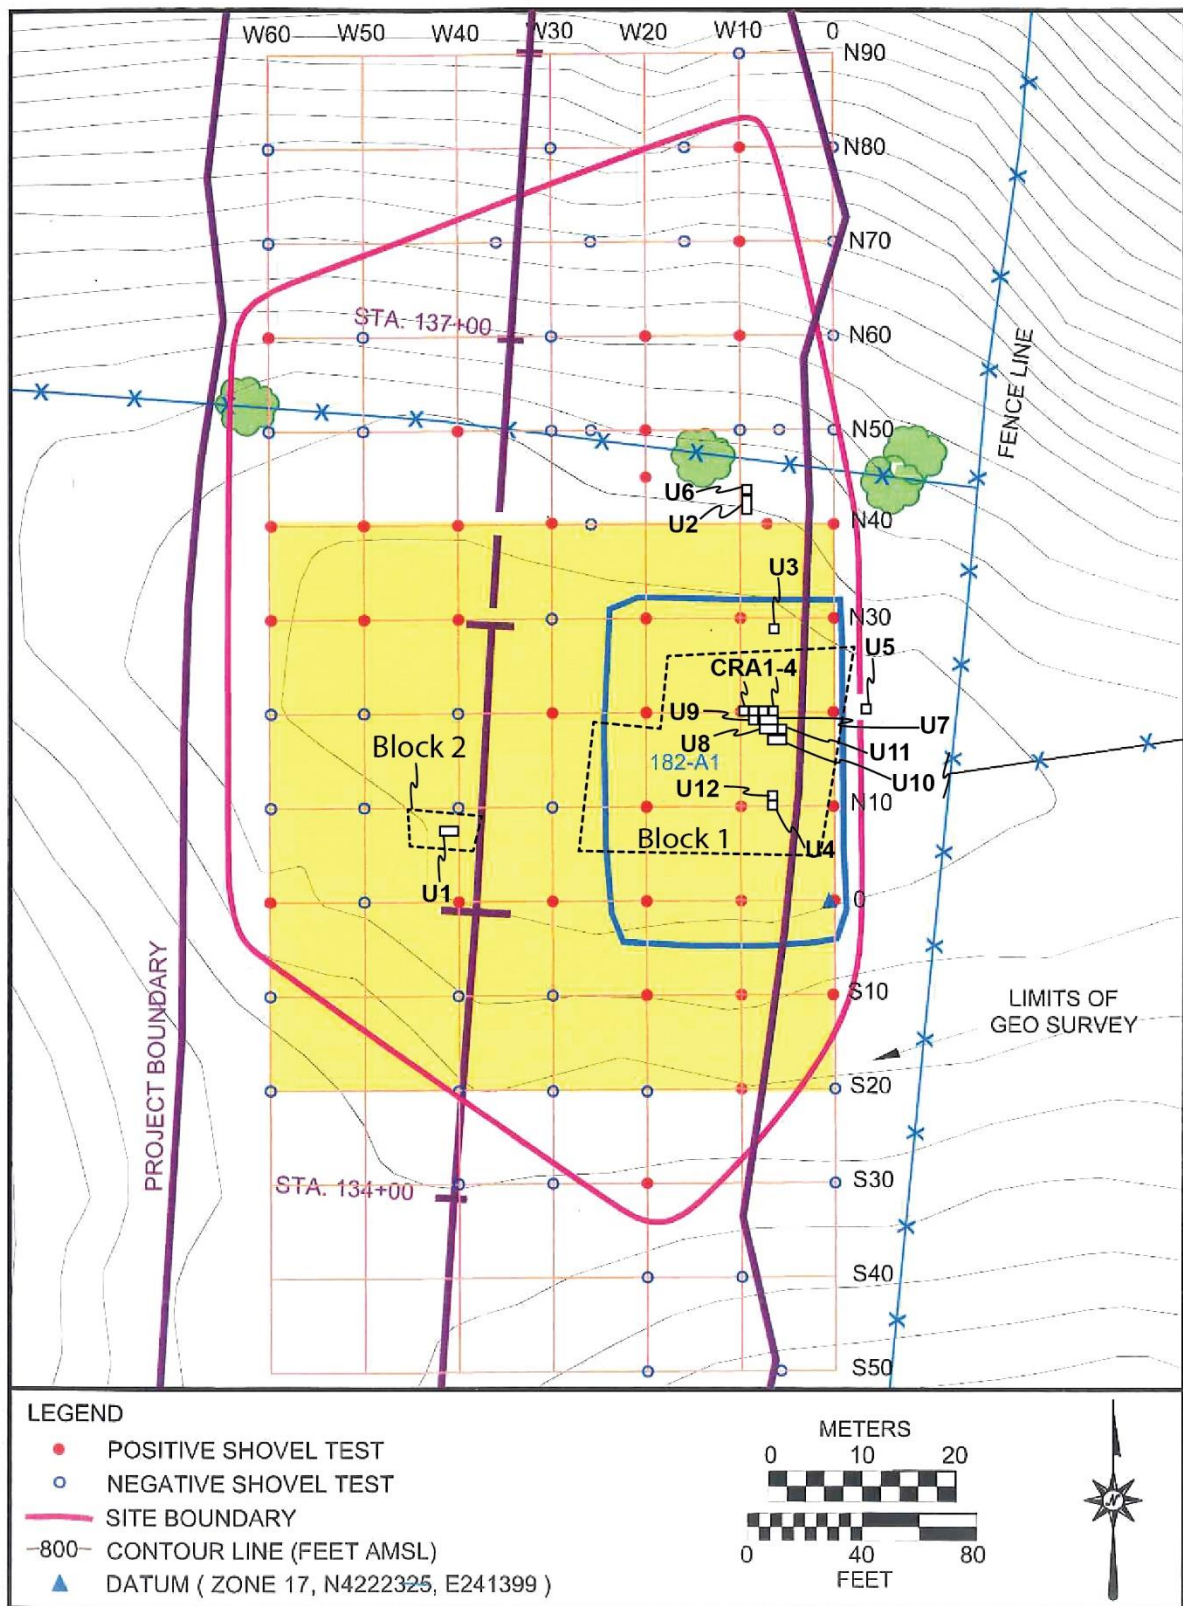 W60 W50 W40 W30 W20 W10 0
N90
N80
N70
STA. 137+00
N60
FENCE LINE
N50
U6
U2
N40
U3
N30
U5
CRA1-4
U9
U7
U8
U11
Block 2
182-A1
U10
U12
N10
Block 1
U4
U1
0
PROJECT BOUNDARY
S10
LIMITS OF
GEO SURVEY
S20
STA. 134+00
S30
S40
S50
LEGEND
POSITIVE SHOVEL TEST
NEGATIVE SHOVEL TEST
SITE BOUNDARY
-800- CONTOUR LINE (FEET AMSL)
DATUM ( ZONE 17, N4222325, E241399 )
METERS
0 10 20
0 40 80
FEET
N